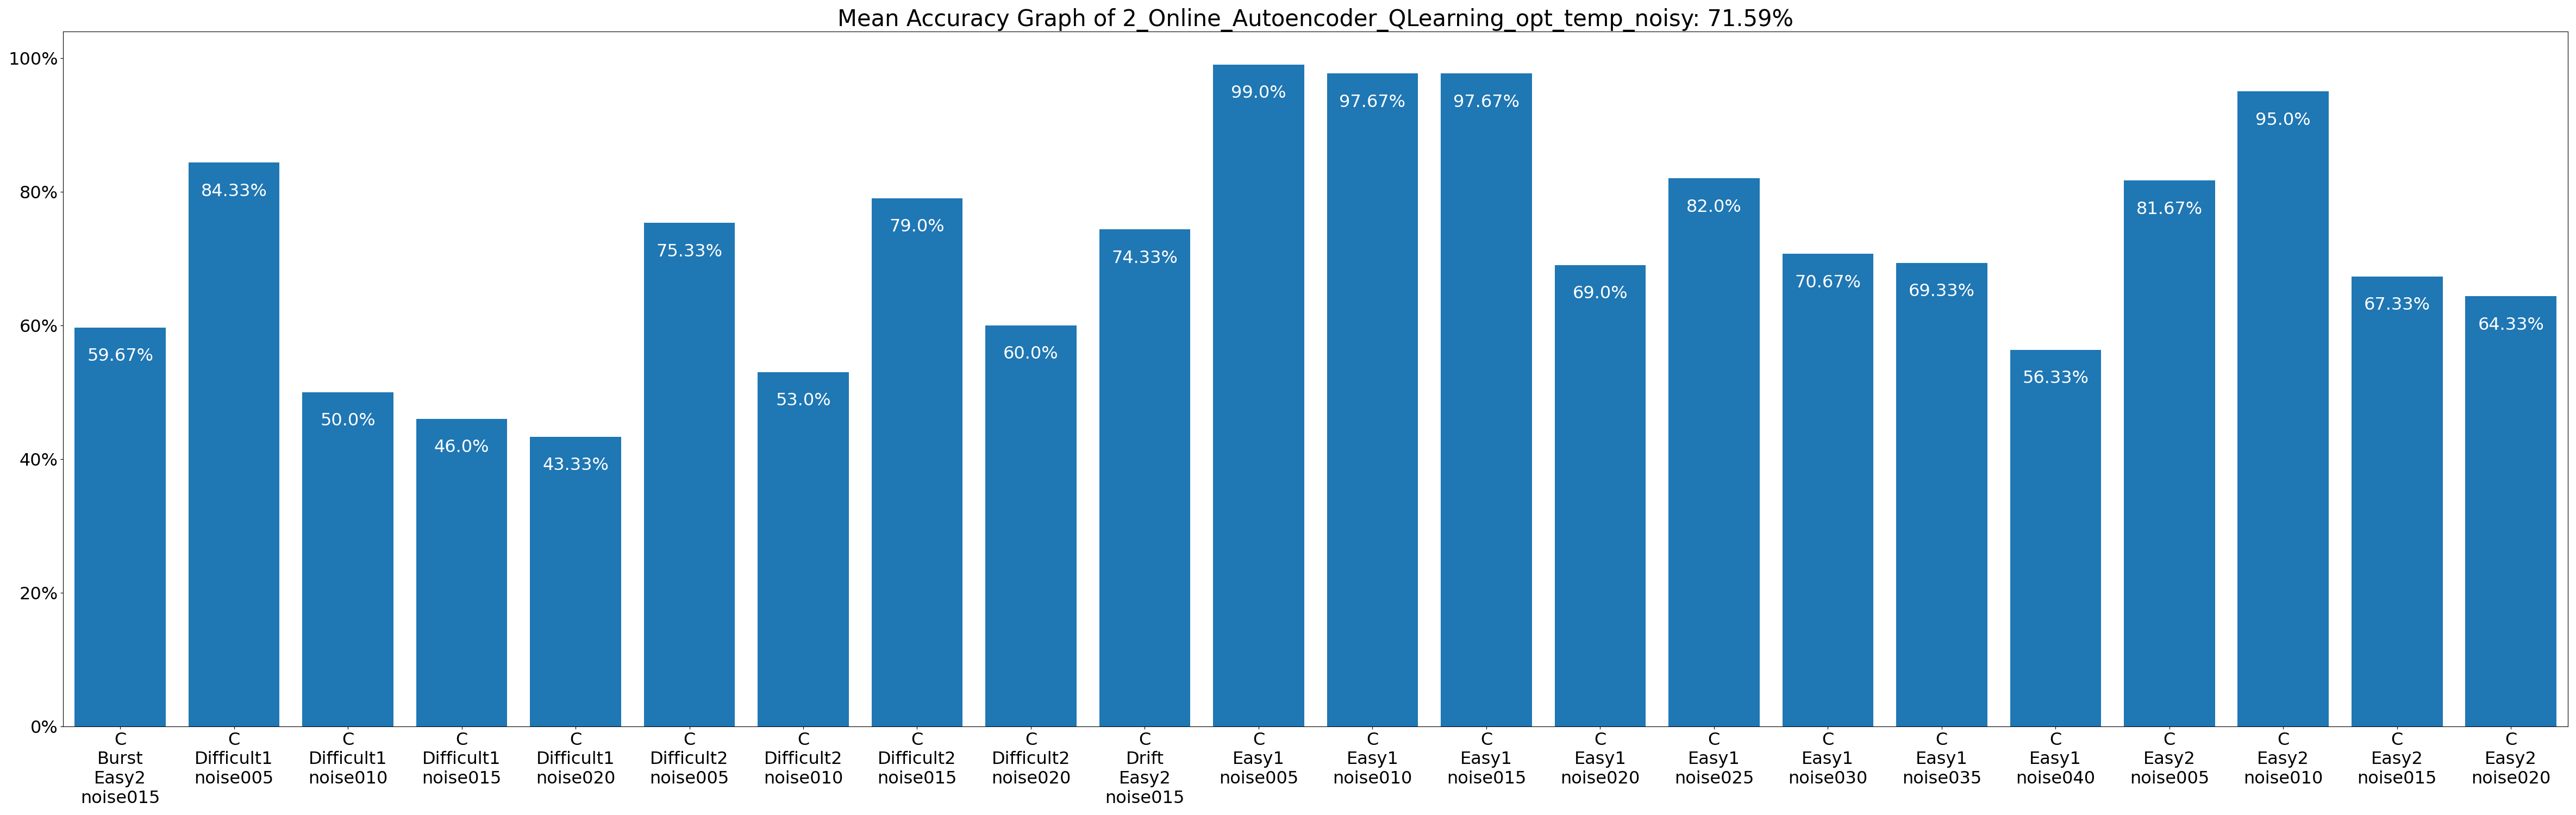 Mean Accuracy Graph of 2_Online_Autoencoder_QLearning_opt_temp_noisy: 71.59%
100%
80%
60%
40%
20%
0%
59.67%
84.33%
50.0%
46.0%
43.33%
75.33%
53.0%
79.0%
60.0%
74.33%
99.0%
97.67%
97.67%
69.0%
82.0%
70.67%
69.33%
56.33%
81.67%
95.0%
67.33%
64.33%
C
Burst
Easy2
noise015
C
Difficult1
noise005
C
Difficult1
noise010
C
Difficult1
noise015
C
Difficult1
noise020
C
Difficult2
noise005
C
Difficult2
noise010
C
Difficult2
noise015
C
Difficult2
noise020
C
Drift
Easy2
noise015
C
Easy1
noise005
C
Easy1
noise010
C
Easy1
noise015
C
Easy1
noise020
C
Easy1
noise025
C
Easy1
noise030
C
Easy1
noise035
C
Easy1
noise040
C
Easy2
noise005
C
Easy2
noise010
C
Easy2
noise015
C
Easy2
noise020